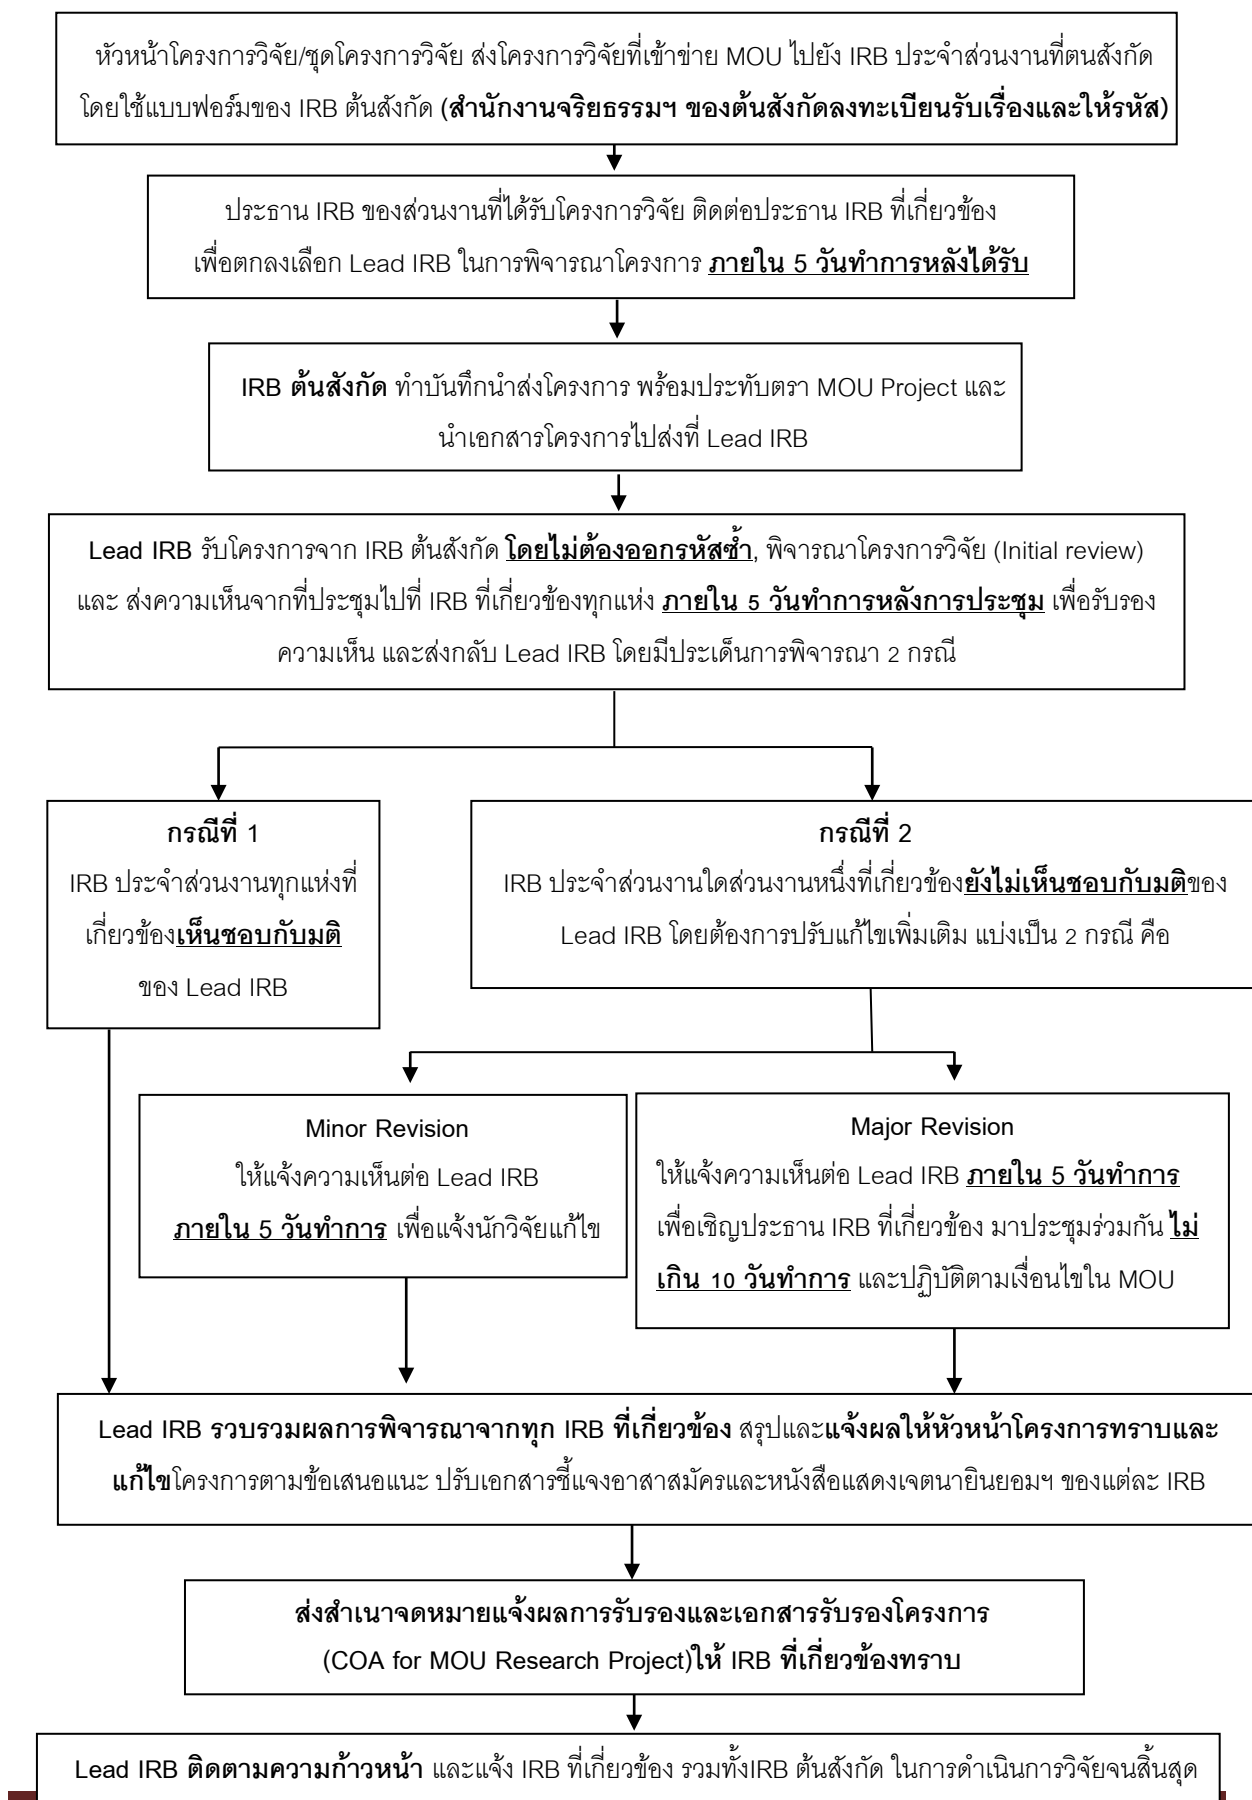 หัวหน้าโครงการวิจัย/ชุดโครงการวิจัย ส่งโครงการวิจัยที่เข้าข่าย MOU ไปยัง IRB ประจำส่วนงานที่ตนสังกัด
โดยใช้แบบฟอร์มของ IRB ต้นสังกัด (สำนักงานจริยธรรมฯ ของต้นสังกัดลงทะเบียนรับเรื่องและให้รหัส)
ประธาน IRB ของส่วนงานที่ได้รับโครงการวิจัย ติดต่อประธาน IRB ที่เกี่ยวข้อง
เพื่อตกลงเลือก Lead IRB ในการพิจารณาโครงการ ภายใน 5 วันทำการหลังได้รับ
IRB ต้นสังกัด ทำบันทึกนำส่งโครงการ พร้อมประทับตรา MOU Project และ
นำเอกสารโครงการไปส่งที่ Lead IRB
Lead IRB รับโครงการจาก IRB ต้นสังกัด โดยไม่ต้องออกรหัสซ้ำ, พิจารณาโครงการวิจัย (Initial review)
และ ส่งความเห็นจากที่ประชุมไปที่ IRB ที่เกี่ยวข้องทุกแห่ง ภายใน 5 วันทำการหลังการประชุม เพื่อรับรอง
ความเห็น และส่งกลับ Lead IRB โดยมีประเด็นการพิจารณา 2 กรณี
กรณีที่ 1
IRB ประจำส่วนงานทุกแห่งที่
เกี่ยวข้องเห็นชอบกับมติ
ของ Lead IRB
กรณีที่ 2
IRB ประจำส่วนงานใดส่วนงานหนึ่งที่เกี่ยวข้องยังไม่เห็นชอบกับมติของ
Lead IRB โดยต้องการปรับแก้ไขเพิ่มเติม แบ่งเป็น 2 กรณี คือ
Minor Revision
ให้แจ้งความเห็นต่อ Lead IRB
ภายใน 5 วันทำการ เพื่อแจ้งนักวิจัยแก้ไข
Major Revision
ให้แจ้งความเห็นต่อ Lead IRB ภายใน 5 วันทำการ
เพื่อเชิญประธาน IRB ที่เกี่ยวข้อง มาประชุมร่วมกัน ไม่
เกิน 10 วันทำการ และปฏิบัติตามเงื่อนไขใน MOU
Lead IRB รวบรวมผลการพิจารณาจากทุก IRB ที่เกี่ยวข้อง สรุปและแจ้งผลให้หัวหน้าโครงการทราบและ
แก้ไขโครงการตามข้อเสนอแนะ ปรับเอกสารชี้แจงอาสาสมัครและหนังสือแสดงเจตนายินยอมฯ ของแต่ละ IRB
ส่งสำเนาจดหมายแจ้งผลการรับรองและเอกสารรับรองโครงการ
(COA for MOU Research Project)ให้ IRB ที่เกี่ยวข้องทราบ
Lead IRB ติดตามความก้าวหน้า และแจ้ง IRB ที่เกี่ยวข้อง รวมทั้งIRB ต้นสังกัด ในการดำเนินการวิจัยจนสิ้นสุด